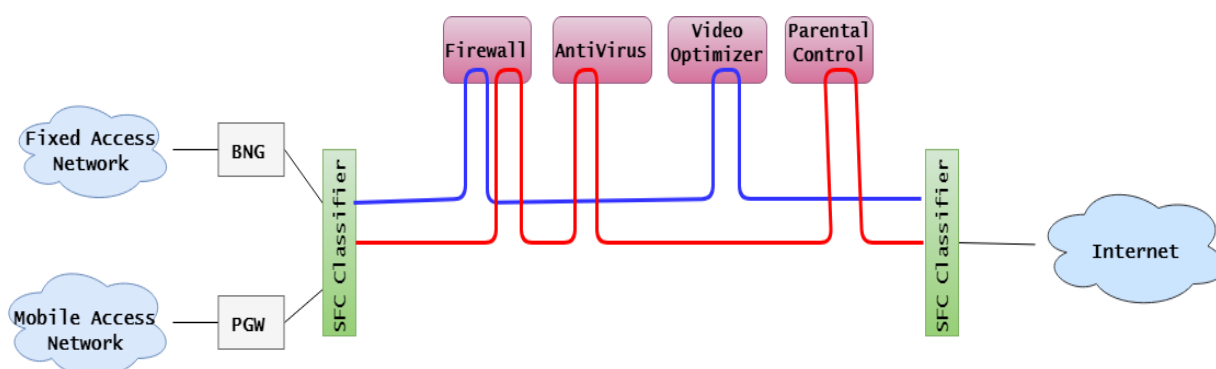 Firewall
AntiVirus
Video
Optimizer
Parental
Control
Fixed Access
Network
BNG
SFC Classifier
SFC Classifier
Internet
Mobile Access
Network
PGW